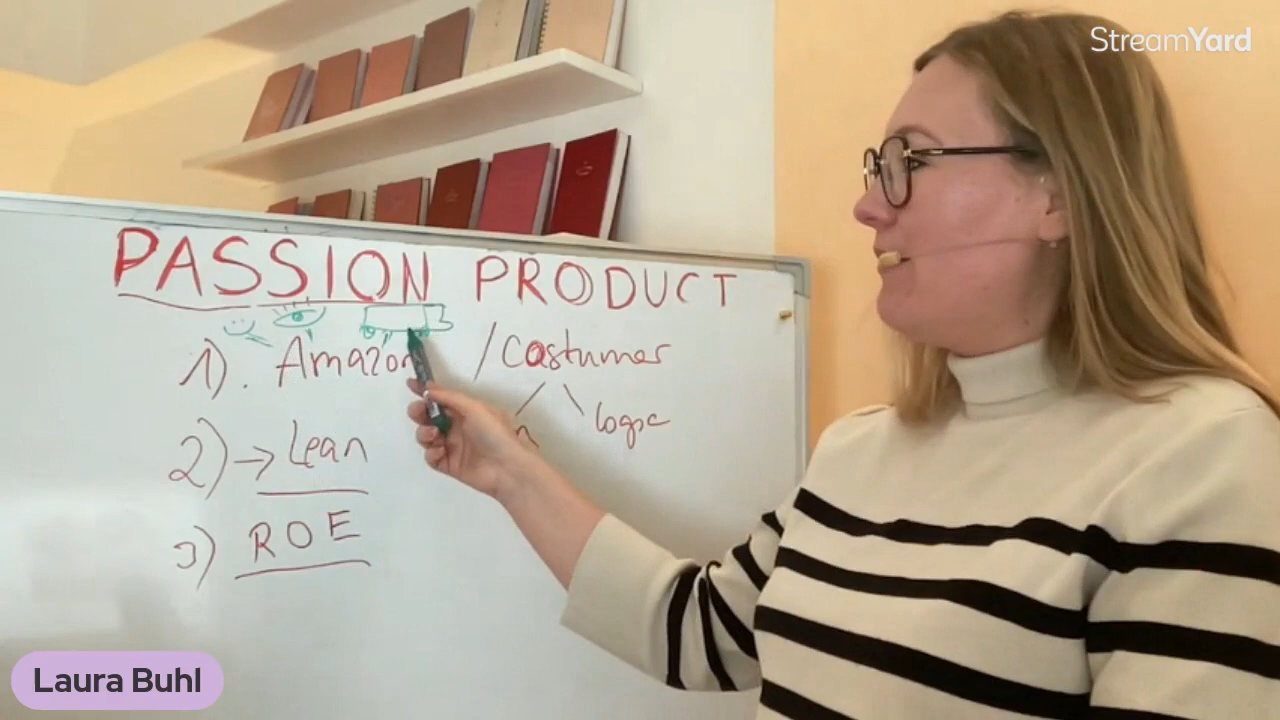 StreamYard
PASSION PRODUCT
1). Amazon /Costumer
logic
2) → Lean
3) ROE
Laura Buhl